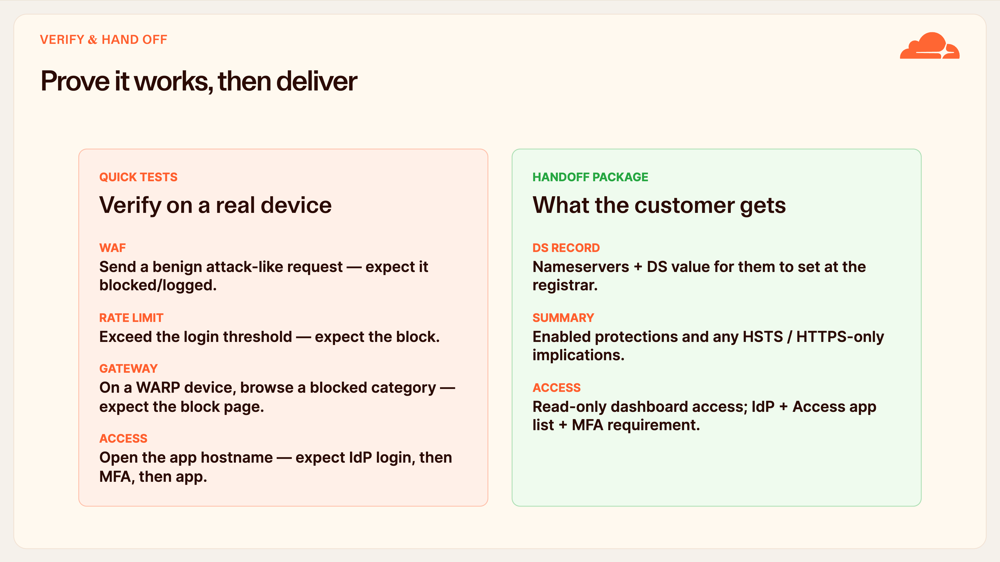 VERIFY & HAND OFF
Prove it works, then deliver
QUICK TESTS
Verify on a real device
WAF
Send a benign attack-like request — expect it
blocked/logged.
RATE LIMIT
Exceed the login threshold — expect the block.
GATEWAY
On a WARP device, browse a blocked category —
expect the block page.
ACCESS
Open the app hostname — expect IdP login, then
MFA, then app.
HANDOFF PACKAGE
What the customer gets
DS RECORD
Nameservers + DS value for them to set at the
registrar.
SUMMARY
Enabled protections and any HSTS / HTTPS-only
implications.
ACCESS
Read-only dashboard access; IdP + Access app
list + MFA requirement.